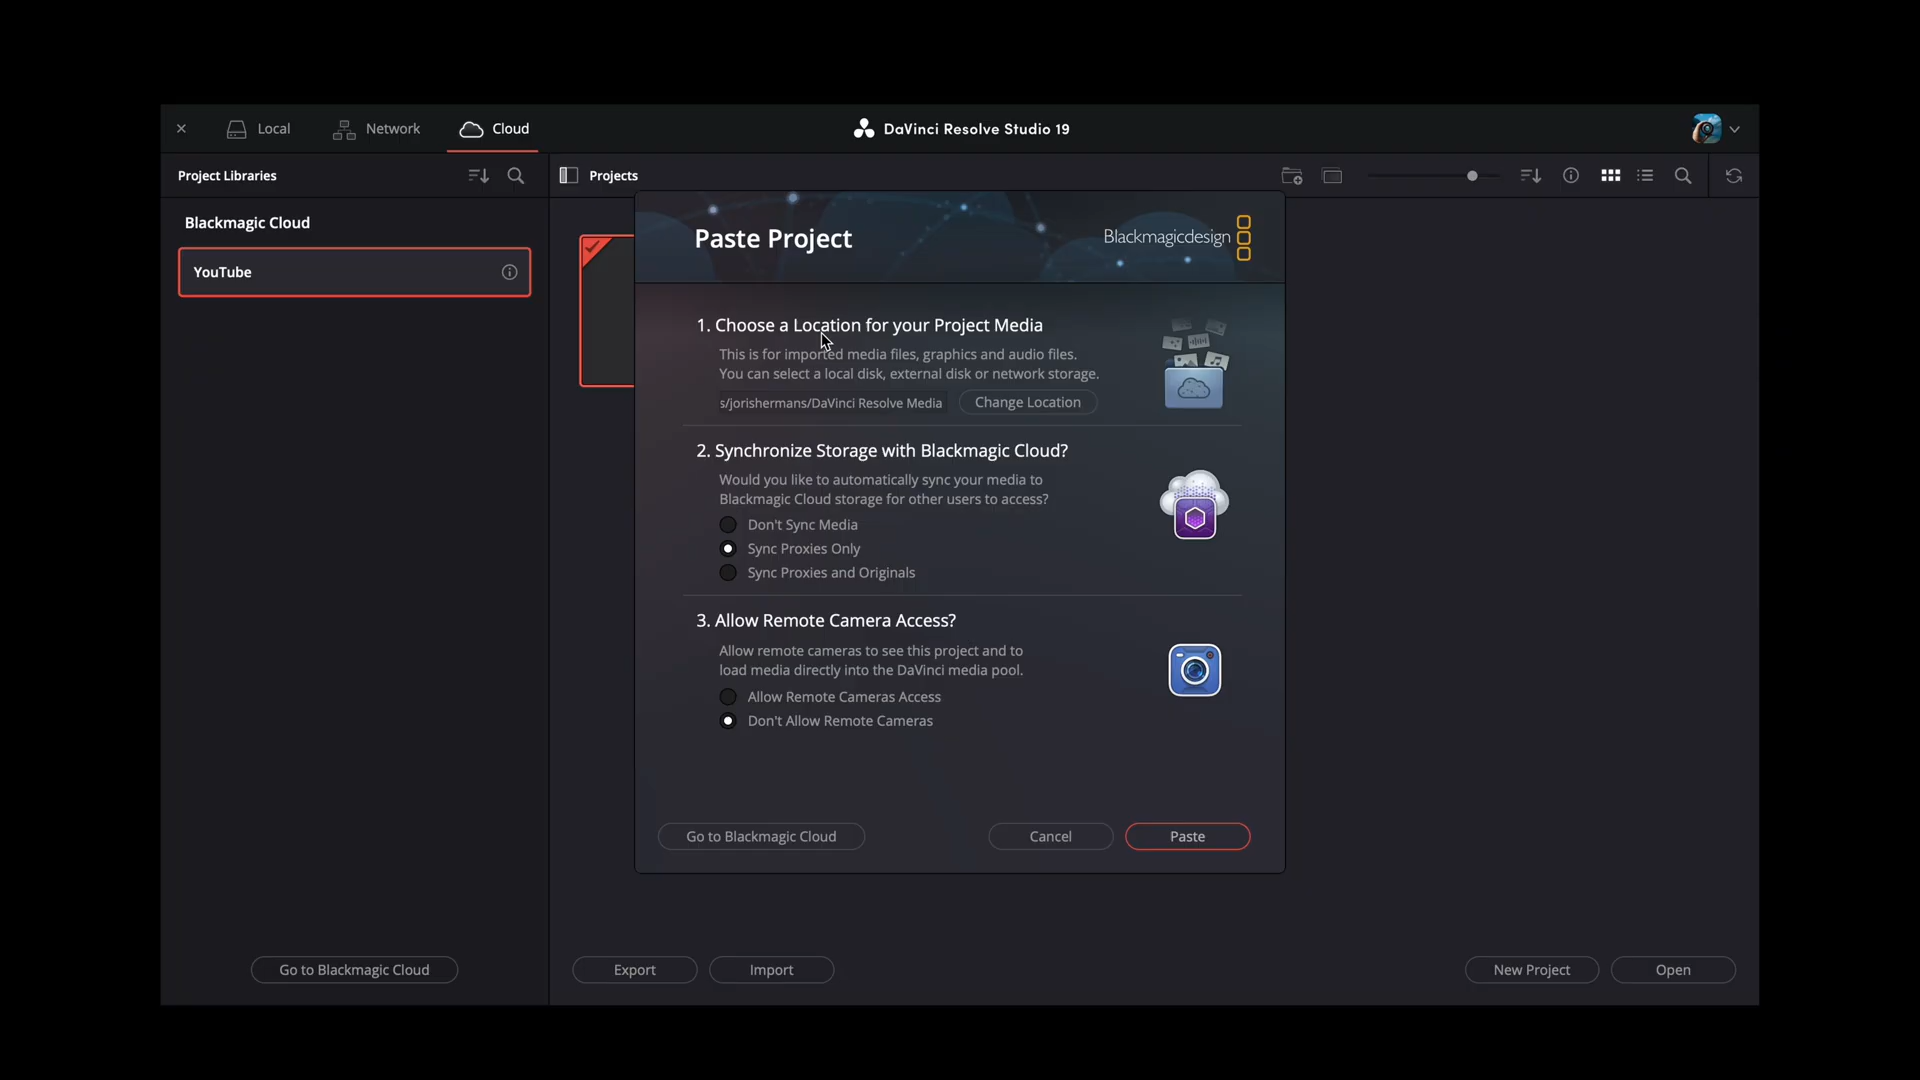 Local
Network
Cloud
DaVinci Resolve Studio 19
Project Libraries
Projects
Blackmagic Cloud
YouTube
Paste Project
Blackmagicdesign
1. Choose a Location for your Project Media
This is for imported media files, graphics and audio files.
You can select a local disk, external disk or network storage.
s/jorishermans/DaVinci Resolve Media
Change Location
2. Synchronize Storage with Blackmagic Cloud?
Would you like to automatically sync your media to
Blackmagic Cloud storage for other users to access?
Don't Sync Media
Sync Proxies Only
Sync Proxies and Originals
3. Allow Remote Camera Access?
Allow remote cameras to see this project and to
load media directly into the DaVinci media pool.
Allow Remote Cameras Access
Don't Allow Remote Cameras
Go to Blackmagic Cloud
Cancel
Paste
Go to Blackmagic Cloud
Export
Import
New Project
Open